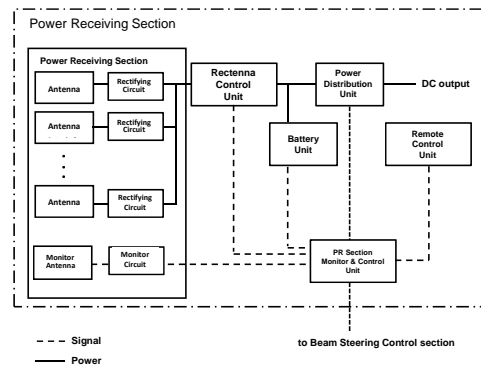 Power Receiving Section
Power Receiving Section
Antenna
Rectifying
Circuit
Antenna
Rectifying
Circuit
Antenna
Rectifying
Circuit
Monitor
Antenna
Monitor
Circuit
Rectenna
Control
Unit
Power
Distribution
Unit
DC output
Battery
Unit
Remote
Control
Unit
PR Section
Monitor & Control
Unit
to Beam Steering Control section
Signal
Power